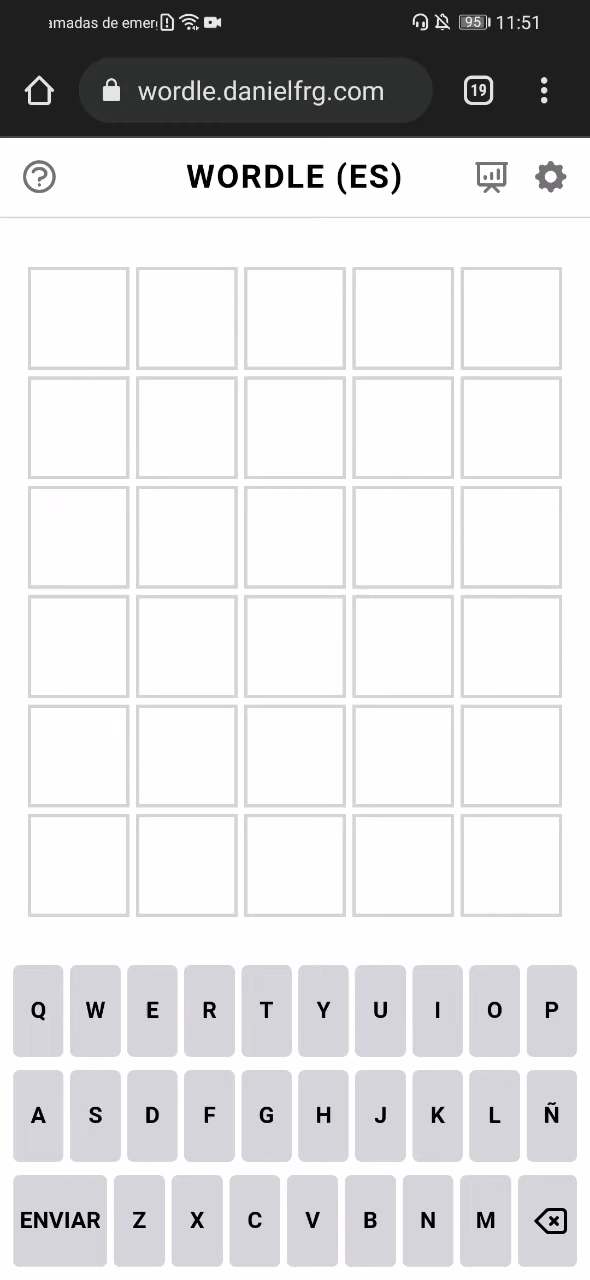 amadas de emer 95 11:51
wordle.danielfrg.com 19
WORDLE (ES)
Q W E R T Y U I O P
A S D F G H J K L Ñ
ENVIAR Z X C V B N M